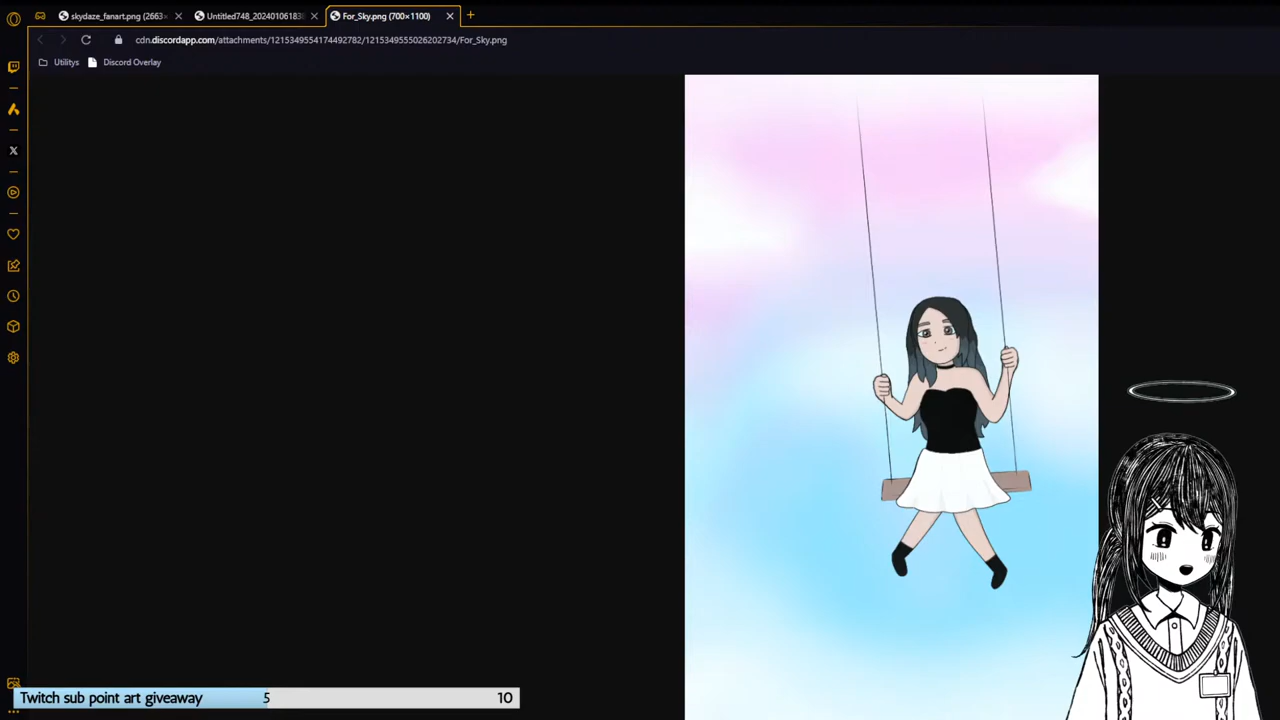 skydaze_fanart.png (2663×
Untitled748_20240106183
For_Sky.png (700×1100)
cdn.discordapp.com/attachments/1215349554174492782/1215349555026202734/For_Sky.png
Utilitys
Discord Overlay
Twitch sub point art giveaway 5 10